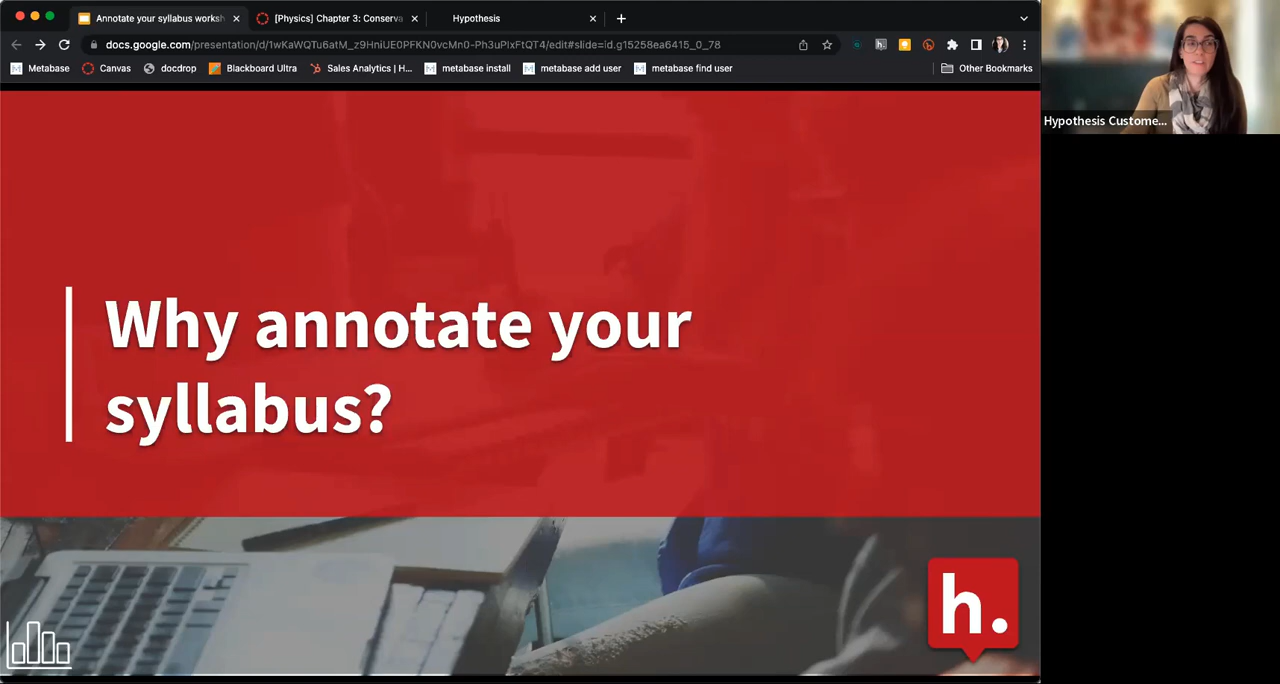 Annotate your syllabus worksh
[Physics] Chapter 3: Conserva
Hypothesis
docs.google.com/presentation/d/1wKaWQTu6atM_z9HniUE0PFKN0vcMn0-Ph3uPIxFtQT4/edit#slide=id.g15258ea6415_0_78
Metabase
Canvas
docdrop
Blackboard Ultra
Sales Analytics | H...
metabase install
metabase add user
metabase find user
Other Bookmarks
Hypothesis Custome...
Why annotate your
syllabus?
h.